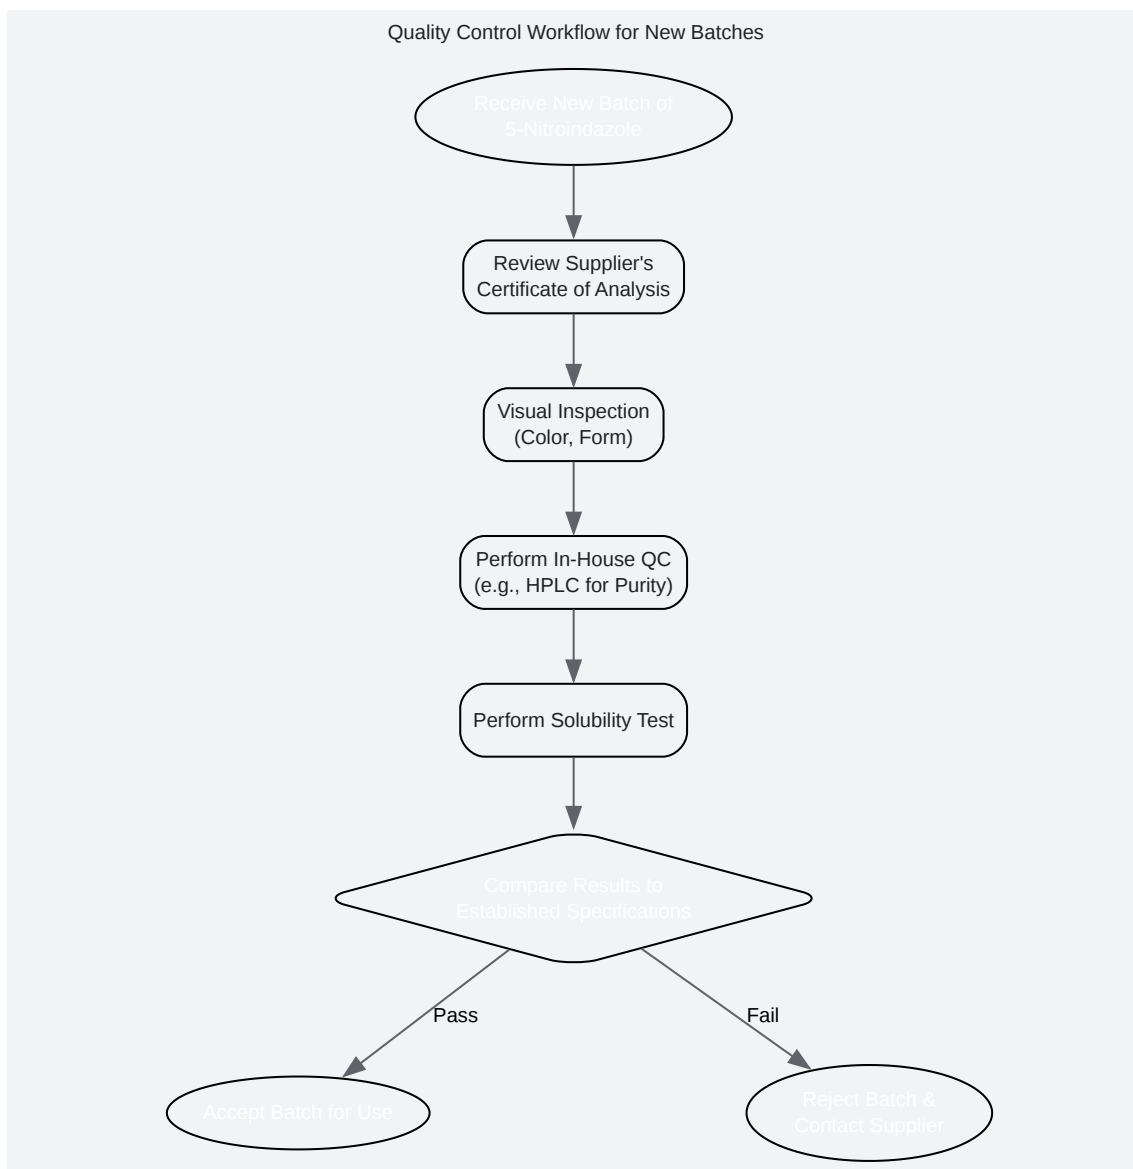 Quality Control Workflow for New Batches
Receive New Batch of
5-Nitroindazole
Review Supplier's
Certificate of Analysis
Visual Inspection
(Color, Form)
Perform In-House QC
(e.g., HPLC for Purity)
Perform Solubility Test
Compare Results to
Established Specifications
Pass
Fail
Accept Batch for Use
Reject Batch &
Contact Supplier